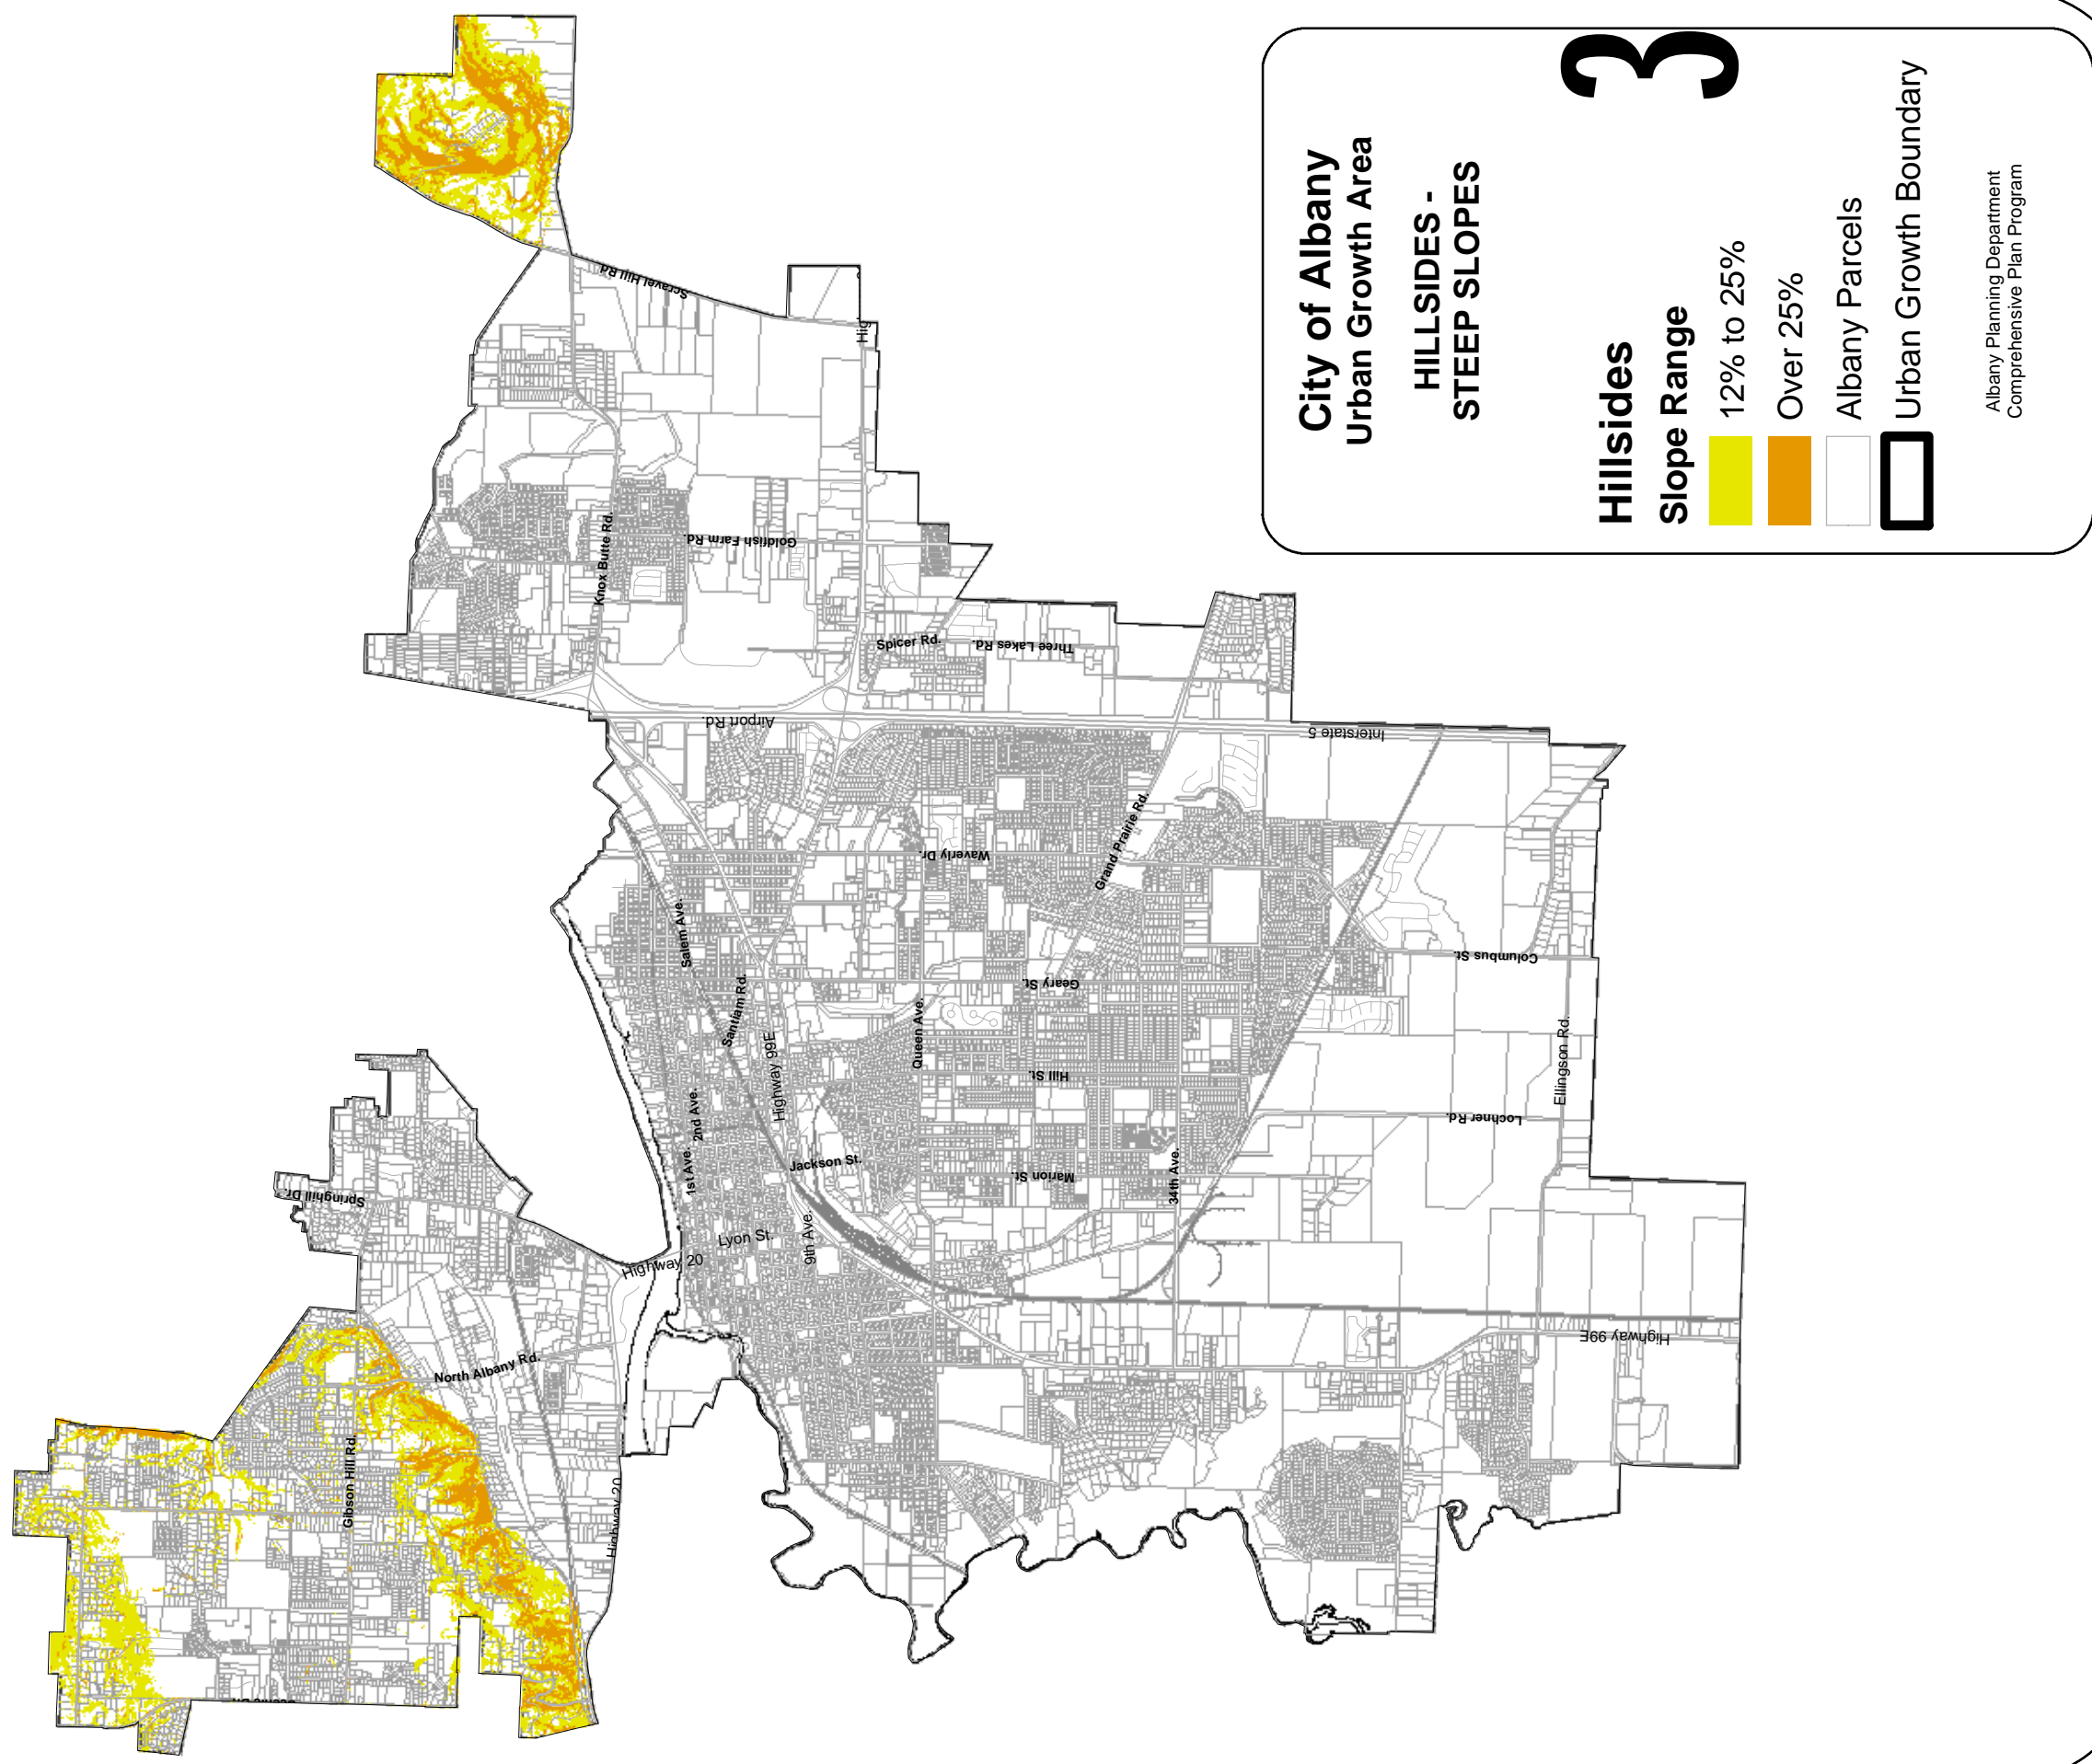 City of Albany
Urban Growth Area
HILLSIDES -
STEEP SLOPES
3
Hillsides
Slope Range
12% to 25%
Over 25%
Albany Parcels
Urban Growth Boundary
Albany Planning Department
Comprehensive Plan Program
Scravel Hill Rd.
Knox Butte Rd.
Goldfish Farm Rd.
Hig
Spicer Rd.
Three Lakes Rd.
Airport Rd.
Interstate 5
Grand Prairie Rd.
Waverly Dr.
Salem Ave.
Santiam Rd.
Geary St.
Columbus St.
Queen Ave.
Highway 99E
Hill St.
Ellingson Rd.
Lochner Rd.
2nd Ave.
1st Ave.
Jackson St.
Marion St.
34th Ave.
Lyon St.
9th Ave.
Highway 20
Highway 99E
Springhill Dr.
North Albany Rd.
Gibson Hill Rd.
Highway 20